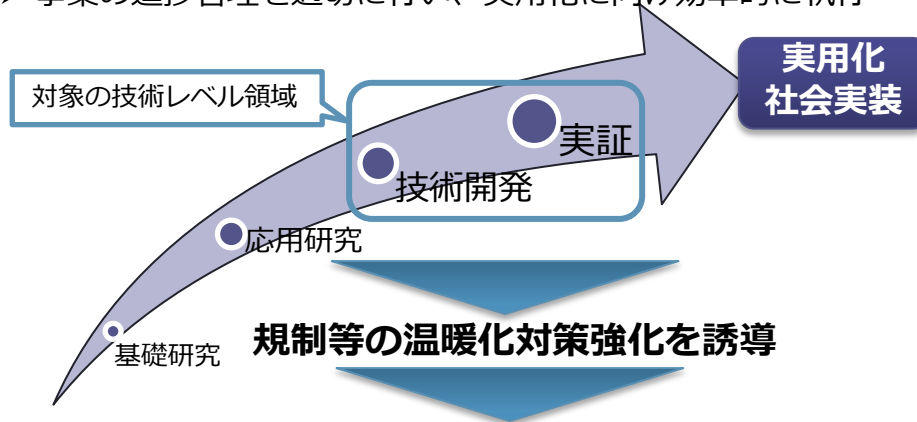 事業の進捗管理を適切に行い、実用化に向け効率的に執行
実用化
社会実装
対象の技術レベル領域
実証
技術開発
応用研究
基礎研究
規制等の温暖化対策強化を誘導